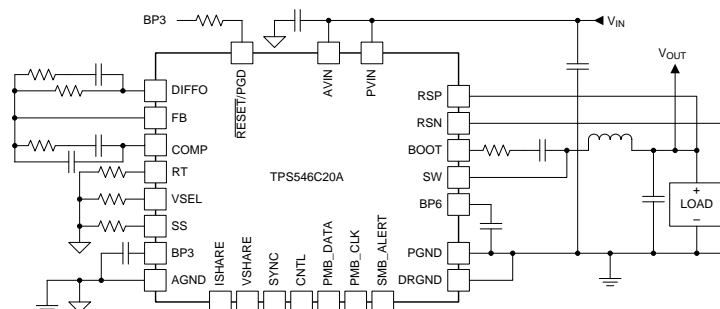 BP3
V_IN
V_OUT
RESET/PGD
AVIN
PVIN
DIFFO
FB
COMP
RT
VSEL
SS
BP3
AGND
TPS546C20A
RSP
RSN
BOOT
SW
BP6
PGND
DRGND
ISHARE
VSHARE
SYNC
CNTL
PMB_DATA
PMB_CLK
SMB_ALERT
+
LOAD
–